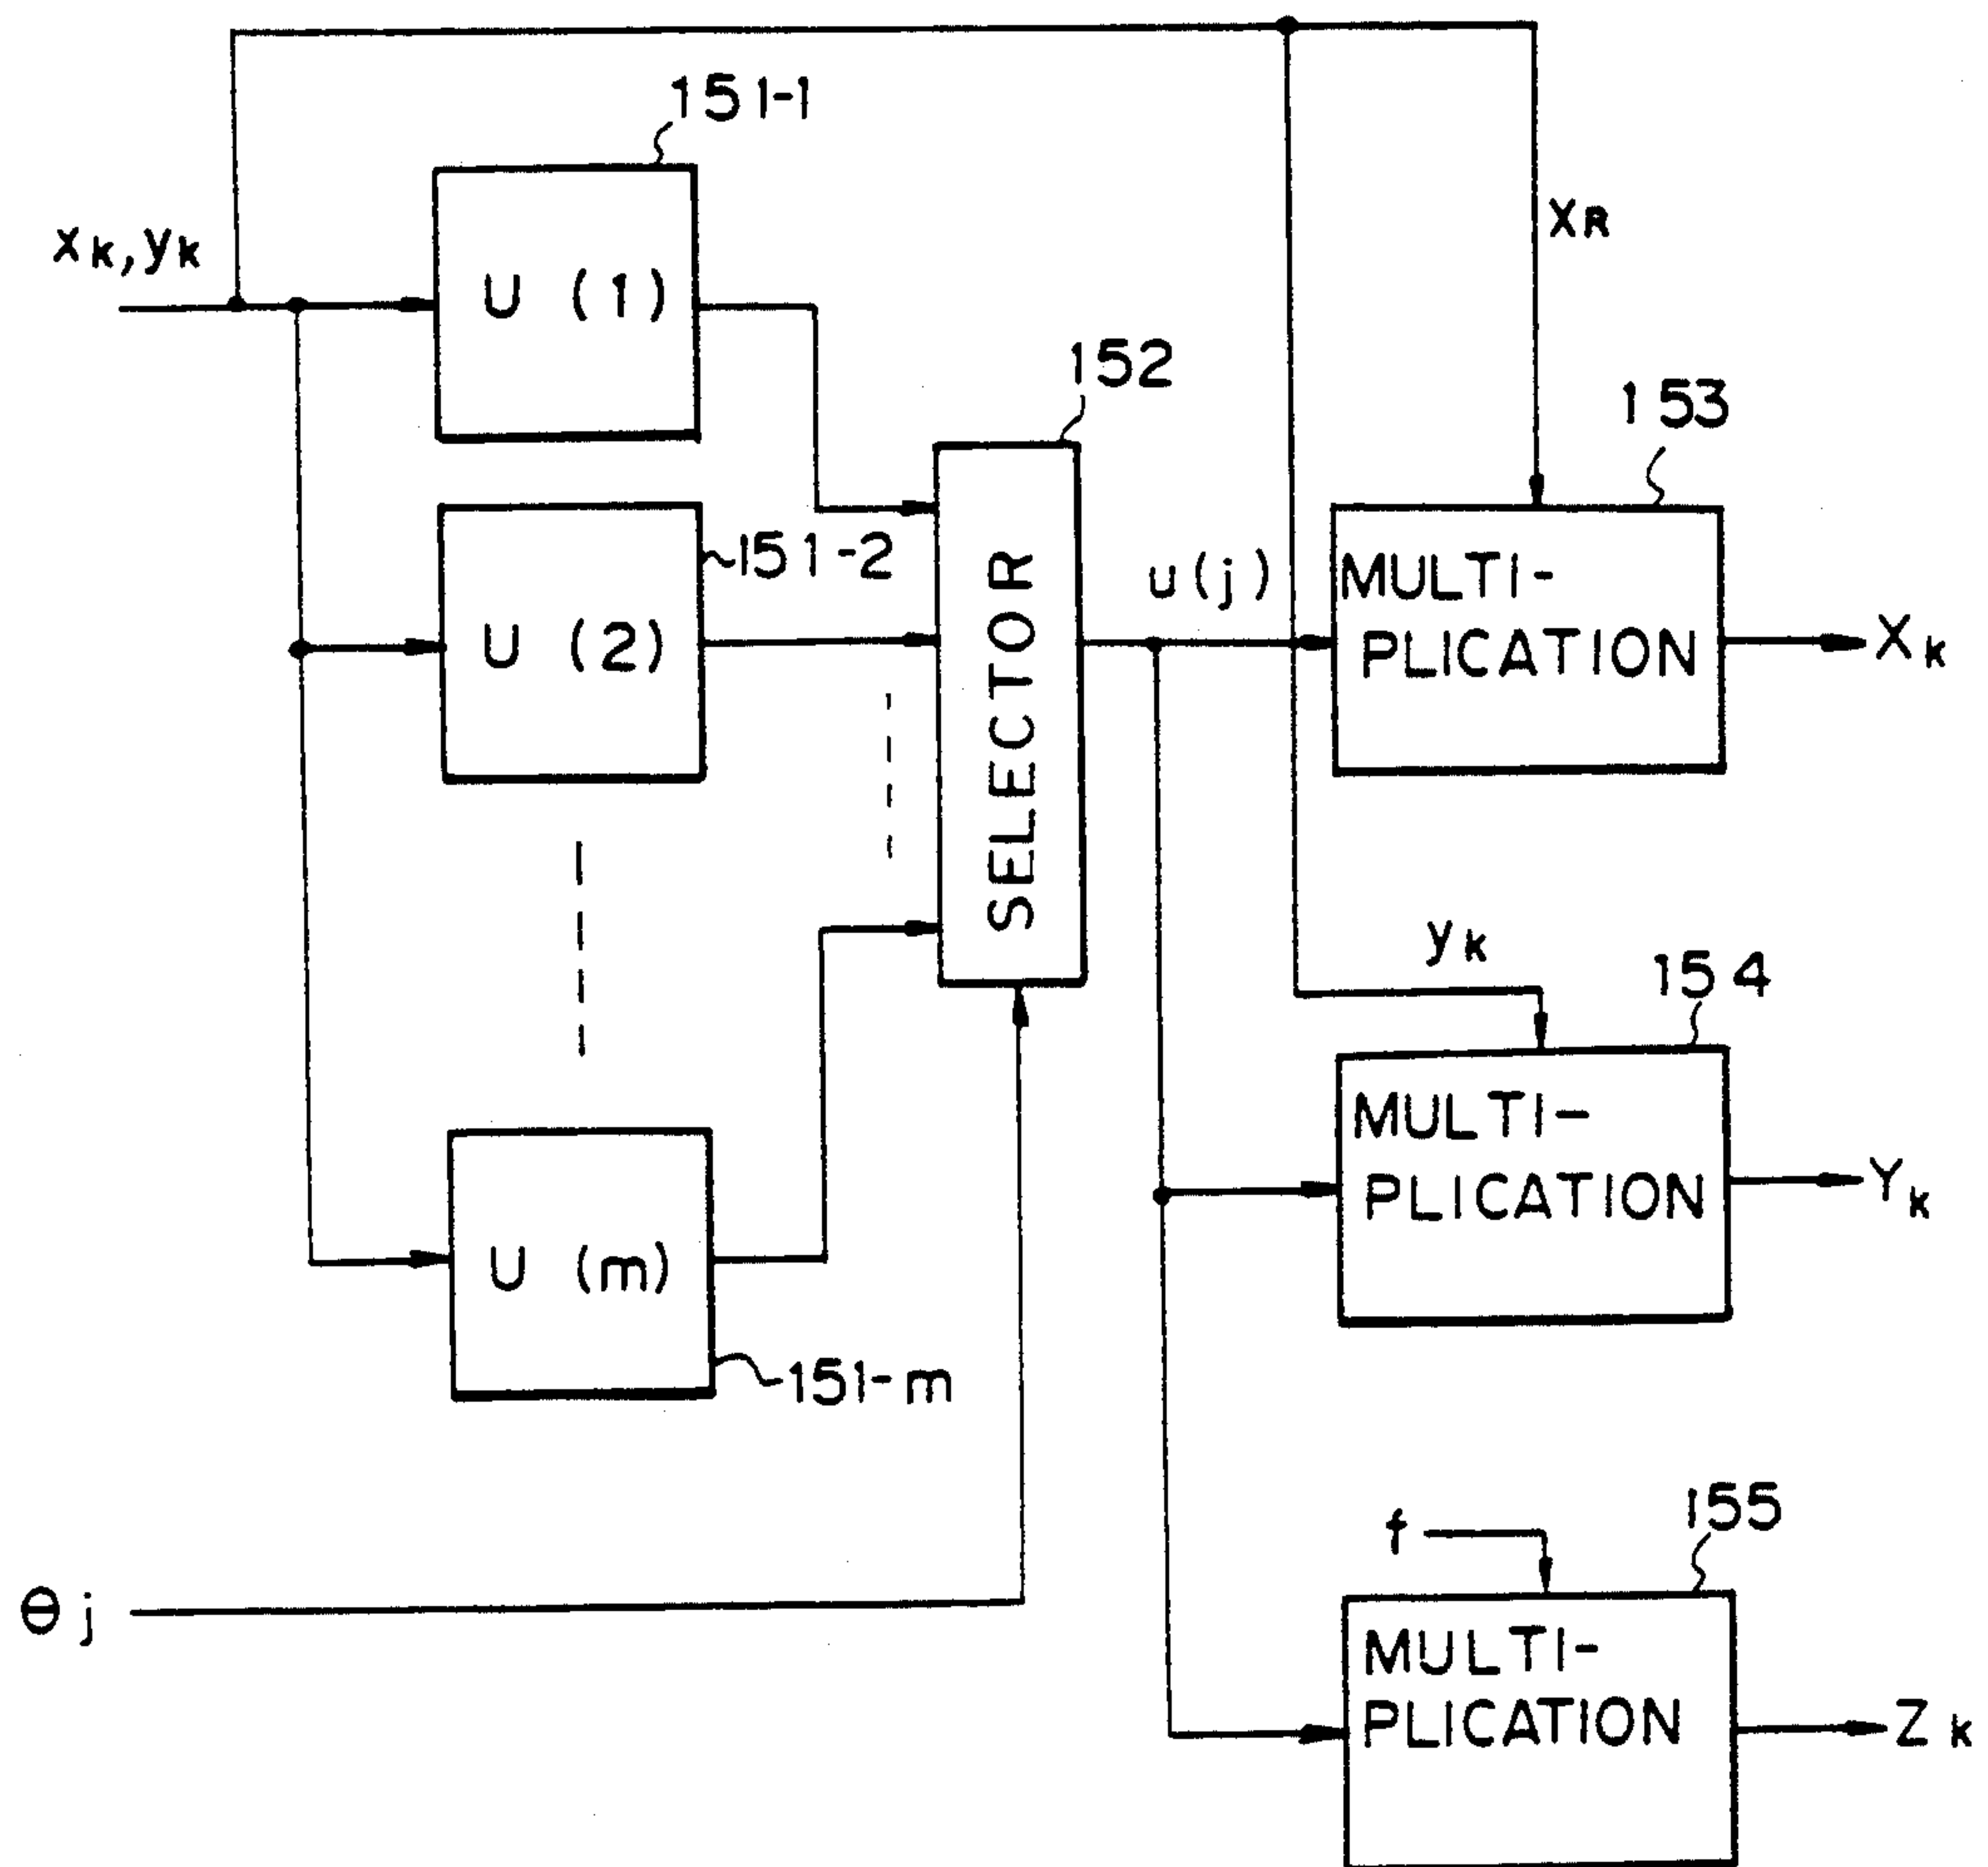 151-1
xk,yk
U (1)
xR
152
153
U (2)
151-2
SELECTOR
u(j)
MULTI-
PLICATION
Xk
yk
154
MULTI-
PLICATION
Yk
U (m)
151-m
θj
f
155
MULTI-
PLICATION
Zk